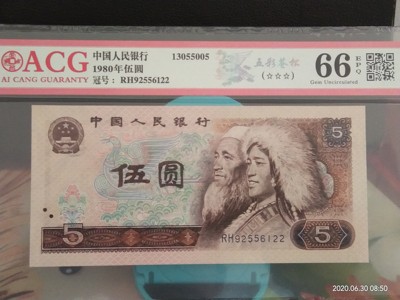 ACG
AI CANG GUARANTY
中国人民银行
1980年伍圆
冠号: RH92556122
13055005
五彩苍松
(☆☆☆)
66
EPQ
Gem Uncirculated
中国人民银行
5
伍圆
5
5
RH92556122
2020.06.30 08:50